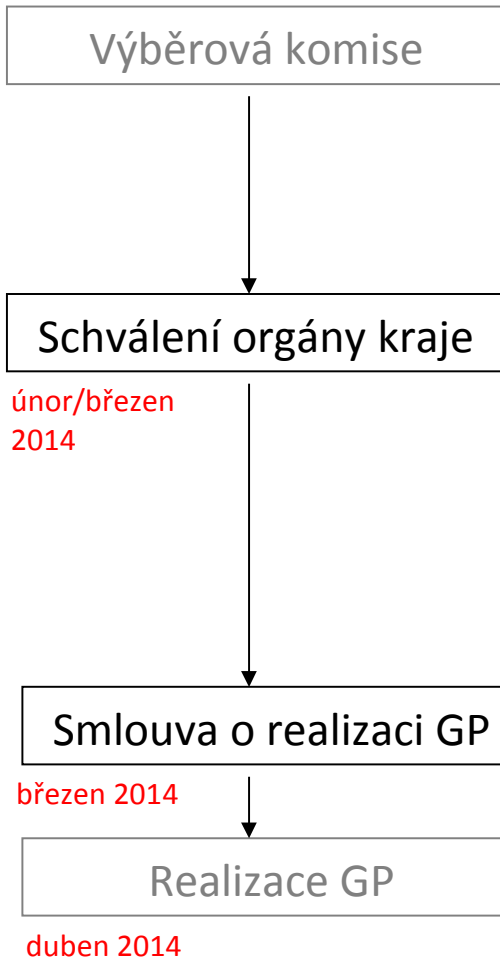 Výběrová komise
Schválení orgány kraje
únor/březen
2014
Smlouva o realizaci GP
březen 2014
Realizace GP
duben 2014